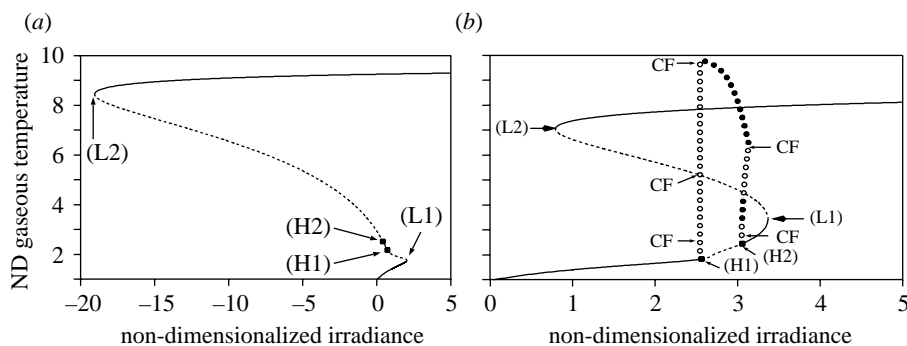 (a)
(b)
10
8
6
4
2
ND gaseous temperature
(L2)
(H2)
(H1)
(L1)
−20 −15 −10 −5 0 5
non-dimensionalized irradiance
CF
CF
(L2)
CF
CF
(L1)
CF
CF
(H1)
(H2)
0 1 2 3 4 5
non-dimensionalized irradiance